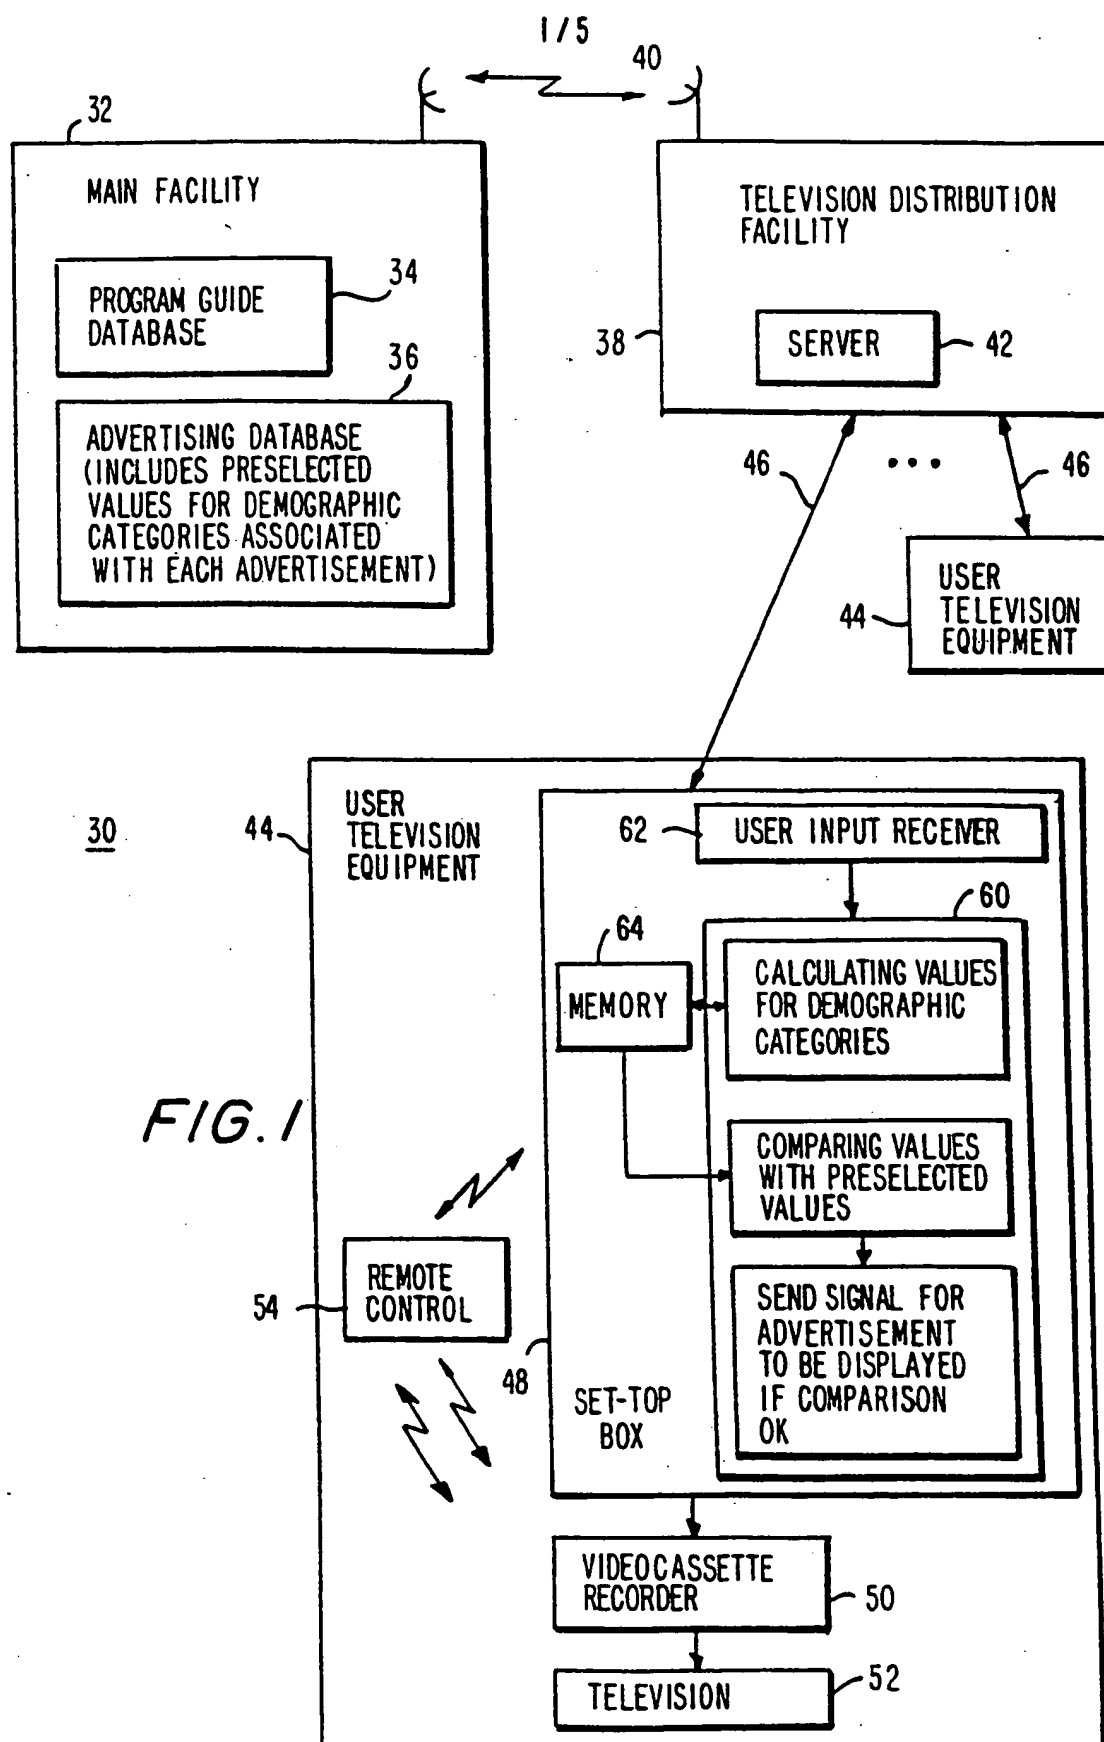 1/5
40
32
MAIN FACILITY
34
PROGRAM GUIDE
DATABASE
36
ADVERTISING DATABASE
(INCLUDES PRESELECTED
VALUES FOR DEMOGRAPHIC
CATEGORIES ASSOCIATED
WITH EACH ADVERTISEMENT)
TELEVISION DISTRIBUTION
FACILITY
38
SERVER
42
46
• • •
46
44
USER
TELEVISION
EQUIPMENT
30
44
USER
TELEVISION
EQUIPMENT
62
USER INPUT RECEIVER
60
64
MEMORY
CALCULATING VALUES
FOR DEMOGRAPHIC
CATEGORIES
FIG. 1
COMPARING VALUES
WITH PRESELECTED
VALUES
54
REMOTE
CONTROL
SEND SIGNAL FOR
ADVERTISEMENT
TO BE DISPLAYED
IF COMPARISON
OK
48
SET-TOP
BOX
VIDEOCASSETTE
RECORDER
50
TELEVISION
52